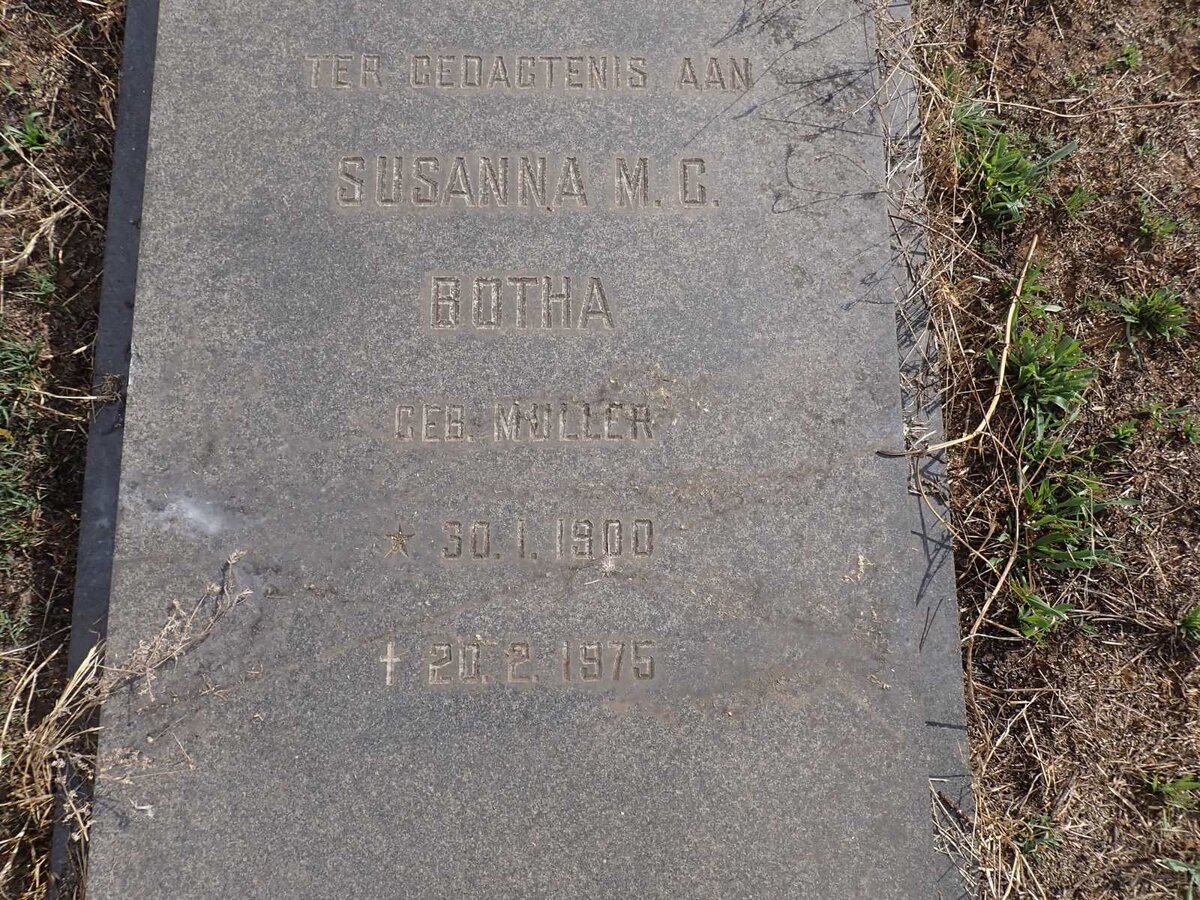 TER GEDAGTENIS AAN
SUSANNA M. C.
BOTHA
GEB. MULLER
★ 30. 1. 1900
✝ 20. 2. 1975